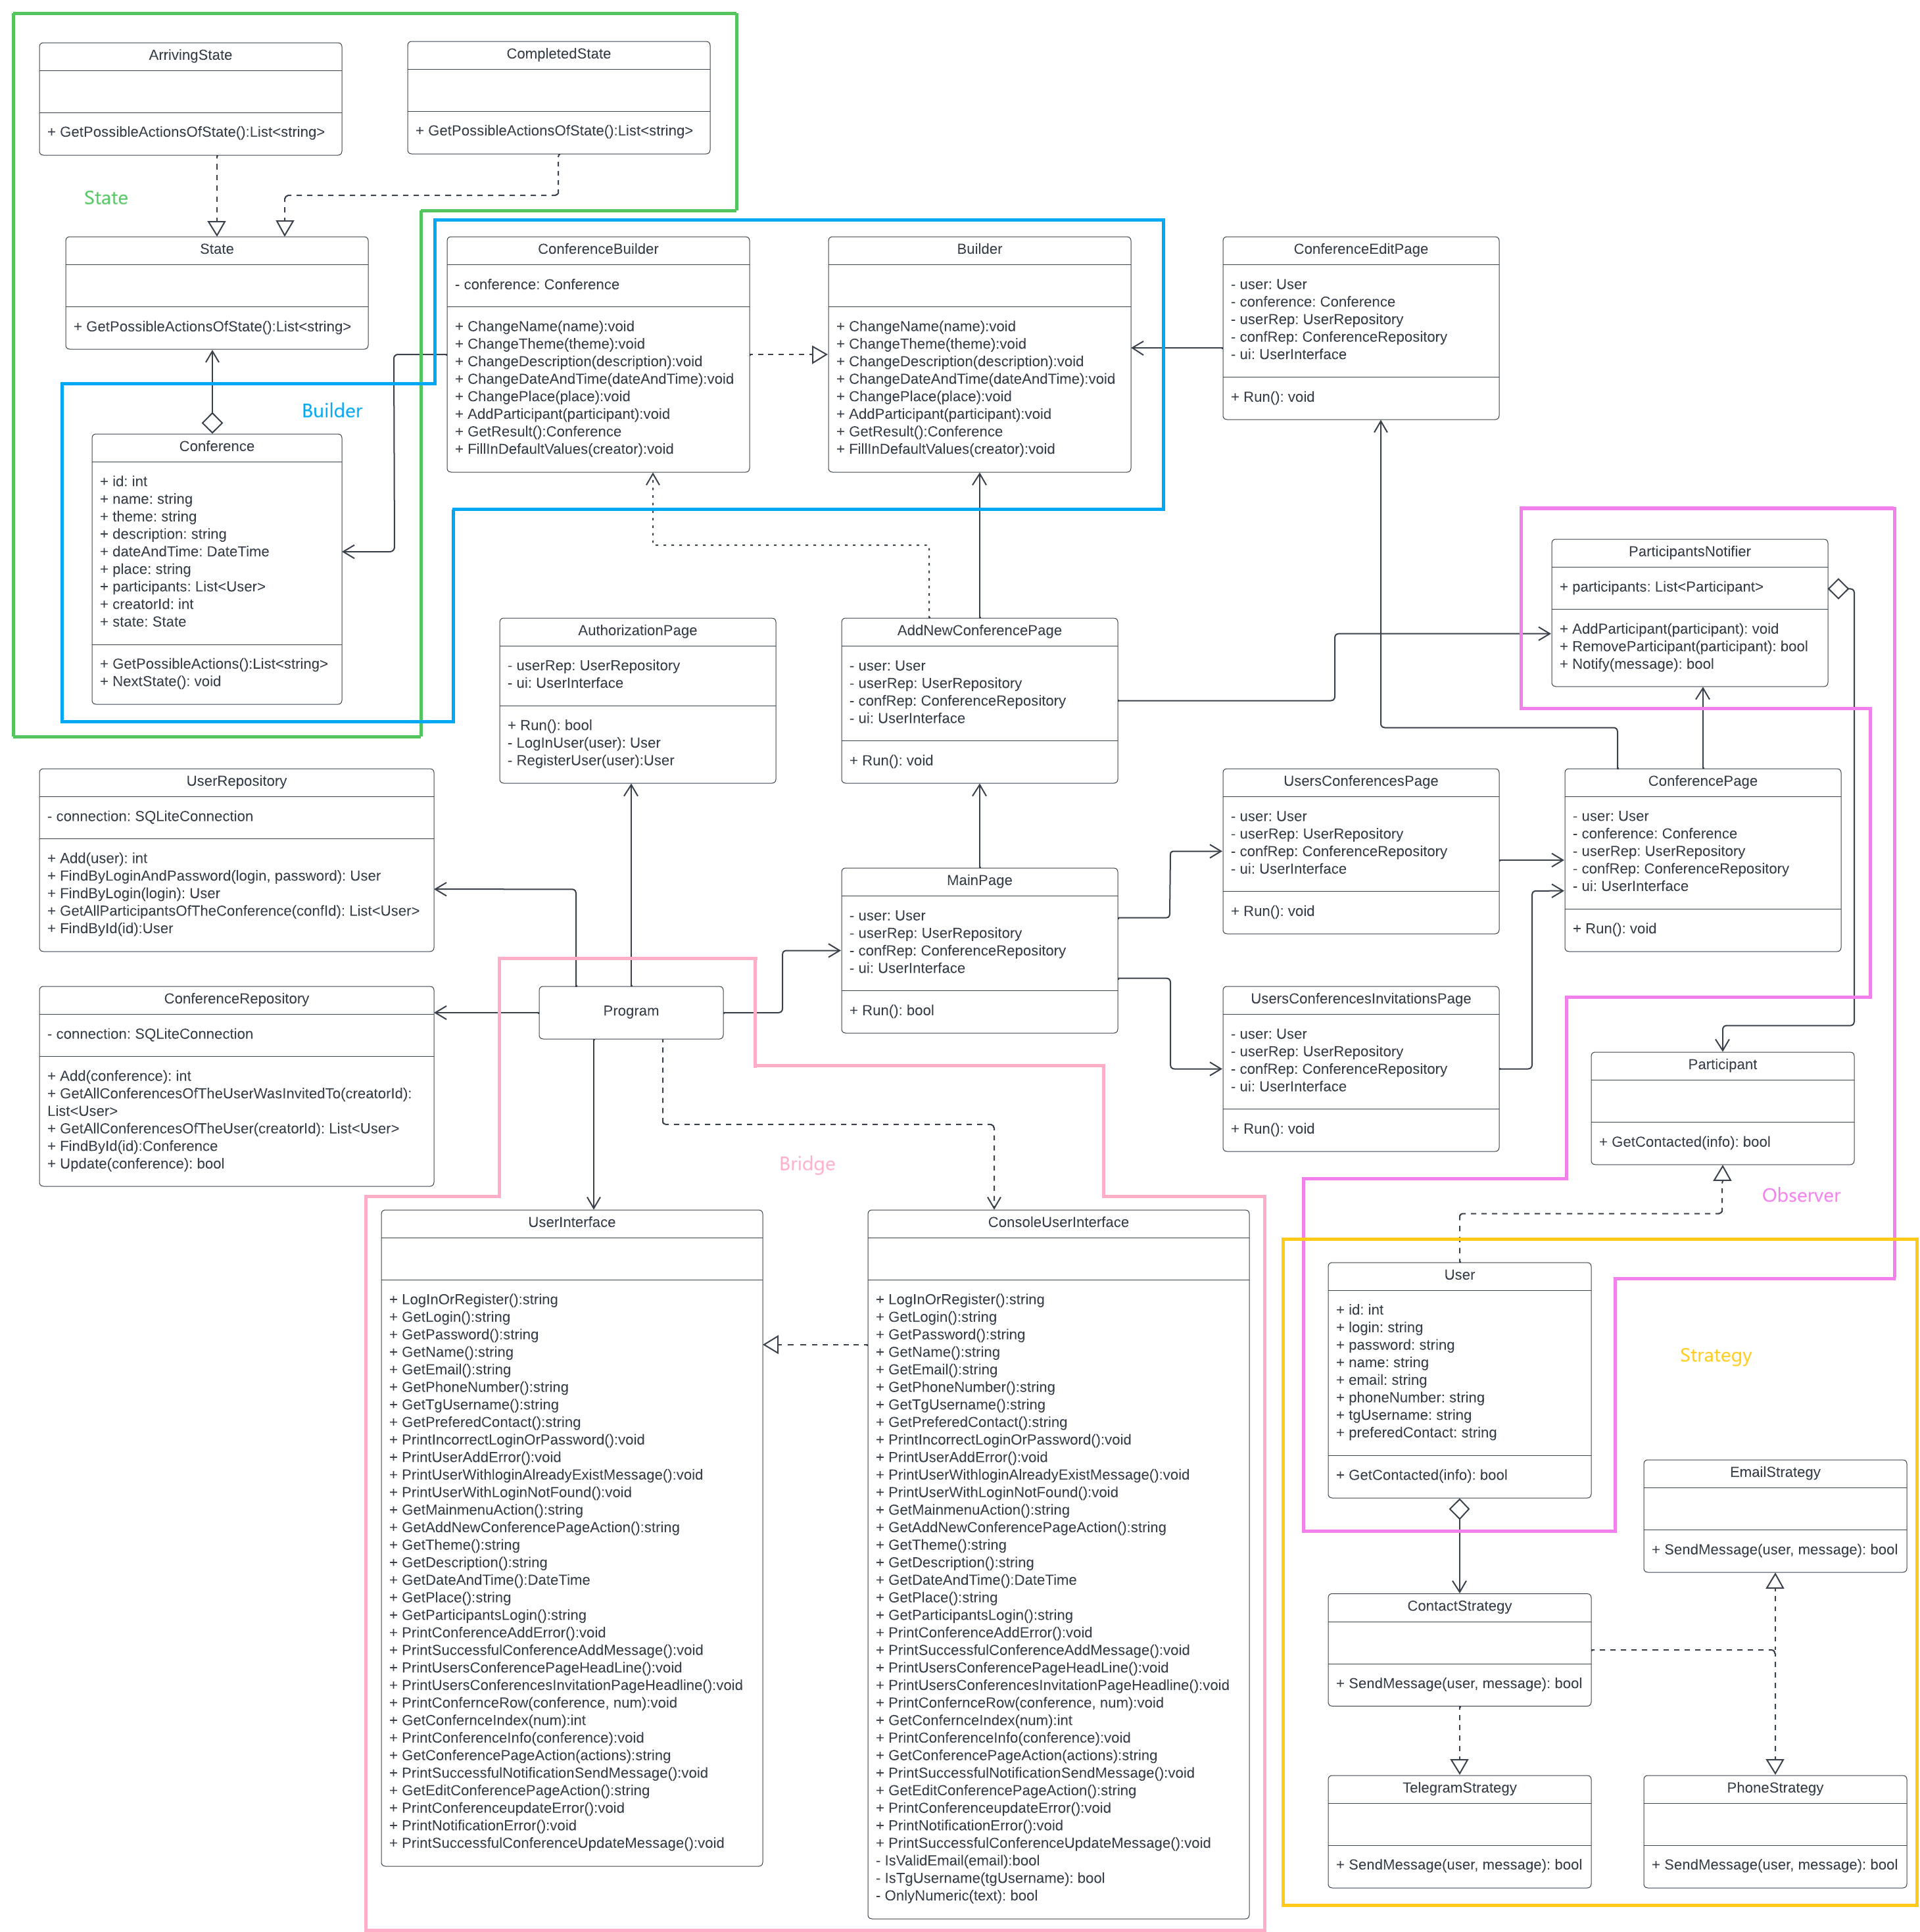 ArrivingState
+ GetPossibleActionsOfState():List<string>
CompletedState
+ GetPossibleActionsOfState():List<string>
State
State
+ GetPossibleActionsOfState():List<string>
ConferenceBuilder
- conference: Conference
+ ChangeName(name):void
+ ChangeTheme(theme):void
+ ChangeDescription(description):void
+ ChangeDateAndTime(dateAndTime):void
+ ChangePlace(place):void
+ AddParticipant(participant):void
+ GetResult():Conference
+ FillInDefaultValues(creator):void
Builder
+ ChangeName(name):void
+ ChangeTheme(theme):void
+ ChangeDescription(description):void
+ ChangeDateAndTime(dateAndTime):void
+ ChangePlace(place):void
+ AddParticipant(participant):void
+ GetResult():Conference
+ FillInDefaultValues(creator):void
ConferenceEditPage
- user: User
- conference: Conference
- userRep: UserRepository
- confRep: ConferenceRepository
- ui: UserInterface
+ Run(): void
Builder
Conference
+ id: int
+ name: string
+ theme: string
+ description: string
+ dateAndTime: DateTime
+ place: string
+ participants: List<User>
+ creatorId: int
+ state: State
+ GetPossibleActions():List<string>
+ NextState(): void
ParticipantsNotifier
+ participants: List<Participant>
+ AddParticipant(participant): void
+ RemoveParticipant(participant): bool
+ Notify(message): bool
AuthorizationPage
- userRep: UserRepository
- ui: UserInterface
+ Run(): bool
- LogInUser(user): User
- RegisterUser(user):User
AddNewConferencePage
- user: User
- userRep: UserRepository
- confRep: ConferenceRepository
- ui: UserInterface
+ Run(): void
UserRepository
- connection: SQLiteConnection
+ Add(user): int
+ FindByLoginAndPassword(login, password): User
+ FindByLogin(login): User
+ GetAllParticipantsOfTheConference(confId): List<User>
+ FindById(id):User
UsersConferencesPage
- user: User
- userRep: UserRepository
- confRep: ConferenceRepository
- ui: UserInterface
+ Run(): void
ConferencePage
- user: User
- conference: Conference
- userRep: UserRepository
- confRep: ConferenceRepository
- ui: UserInterface
+ Run(): void
MainPage
- user: User
- userRep: UserRepository
- confRep: ConferenceRepository
- ui: UserInterface
+ Run(): bool
ConferenceRepository
- connection: SQLiteConnection
+ Add(conference): int
+ GetAllConferencesOfTheUserWasInvitedTo(creatorId):
List<User>
+ GetAllConferencesOfTheUser(creatorId): List<User>
+ FindById(id):Conference
+ Update(conference): bool
Program
UsersConferencesInvitationsPage
- user: User
- userRep: UserRepository
- confRep: ConferenceRepository
- ui: UserInterface
+ Run(): void
Participant
+ GetContacted(info): bool
Bridge
Observer
UserInterface
+ LogInOrRegister():string
+ GetLogin():string
+ GetPassword():string
+ GetName():string
+ GetEmail():string
+ GetPhoneNumber():string
+ GetTgUsername():string
+ GetPreferedContact():string
+ PrintIncorrectLoginOrPassword():void
+ PrintUserAddError():void
+ PrintUserWithloginAlreadyExistMessage():void
+ PrintUserWithLoginNotFound():void
+ GetMainmenuAction():string
+ GetAddNewConferencePageAction():string
+ GetTheme():string
+ GetDescription():string
+ GetDateAndTime():DateTime
+ GetPlace():string
+ GetParticipantsLogin():string
+ PrintConferenceAddError():void
+ PrintSuccessfulConferenceAddMessage():void
+ PrintUsersConferencePageHeadLine():void
+ PrintUsersConferencesInvitationPageHeadline():void
+ PrintConfernceRow(conference, num):void
+ GetConfernceIndex(num):int
+ PrintConferenceInfo(conference):void
+ GetConferencePageAction(actions):string
+ PrintSuccessfulNotificationSendMessage():void
+ GetEditConferencePageAction():string
+ PrintConferenceupdateError():void
+ PrintNotificationError():void
+ PrintSuccessfulConferenceUpdateMessage():void
ConsoleUserInterface
+ LogInOrRegister():string
+ GetLogin():string
+ GetPassword():string
+ GetName():string
+ GetEmail():string
+ GetPhoneNumber():string
+ GetTgUsername():string
+ GetPreferedContact():string
+ PrintIncorrectLoginOrPassword():void
+ PrintUserAddError():void
+ PrintUserWithloginAlreadyExistMessage():void
+ PrintUserWithLoginNotFound():void
+ GetMainmenuAction():string
+ GetAddNewConferencePageAction():string
+ GetTheme():string
+ GetDescription():string
+ GetDateAndTime():DateTime
+ GetPlace():string
+ GetParticipantsLogin():string
+ PrintConferenceAddError():void
+ PrintSuccessfulConferenceAddMessage():void
+ PrintUsersConferencePageHeadLine():void
+ PrintUsersConferencesInvitationPageHeadline():void
+ PrintConfernceRow(conference, num):void
+ GetConfernceIndex(num):int
+ PrintConferenceInfo(conference):void
+ GetConferencePageAction(actions):string
+ PrintSuccessfulNotificationSendMessage():void
+ GetEditConferencePageAction():string
+ PrintConferenceupdateError():void
+ PrintNotificationError():void
+ PrintSuccessfulConferenceUpdateMessage():void
- IsValidEmail(email):bool
- IsTgUsername(tgUsername): bool
- OnlyNumeric(text): bool
User
+ id: int
+ login: string
+ password: string
+ name: string
+ email: string
+ phoneNumber: string
+ tgUsername: string
+ preferedContact: string
+ GetContacted(info): bool
Strategy
EmailStrategy
+ SendMessage(user, message): bool
ContactStrategy
+ SendMessage(user, message): bool
TelegramStrategy
+ SendMessage(user, message): bool
PhoneStrategy
+ SendMessage(user, message): bool